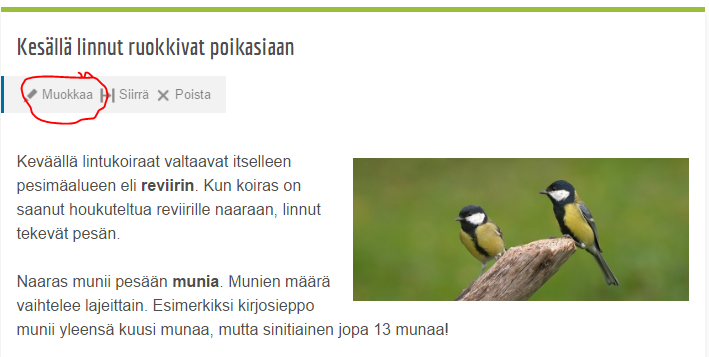 Kesällä linnut ruokkivat poikasiaan
Muokkaa Siirrä Poista
Keväällä lintukoiraat valtaavat itselleen
pesimäalueen eli reviirin. Kun koiras on
saanut houkuteltua reviirille naaraan, linnut
tekevät pesän.
Naaras munii pesään munia. Munien määrä
vaihtelee lajeittain. Esimerkiksi kirjosieppo
munii yleensä kuusi munaa, mutta sinitiainen jopa 13 munaa!